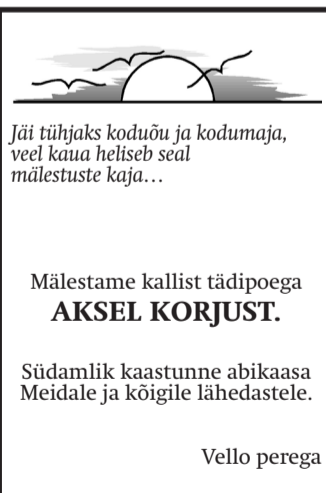 Jäi tühjaks koduõu ja kodumaja,
veel kaua heliseb seal
mälestuste kaja…
Mälestame kallist tädipoega
AKSEL KORJUST.
Südamlik kaastunne abikaasa
Meidale ja kõigile lähedastele.
Vello perega